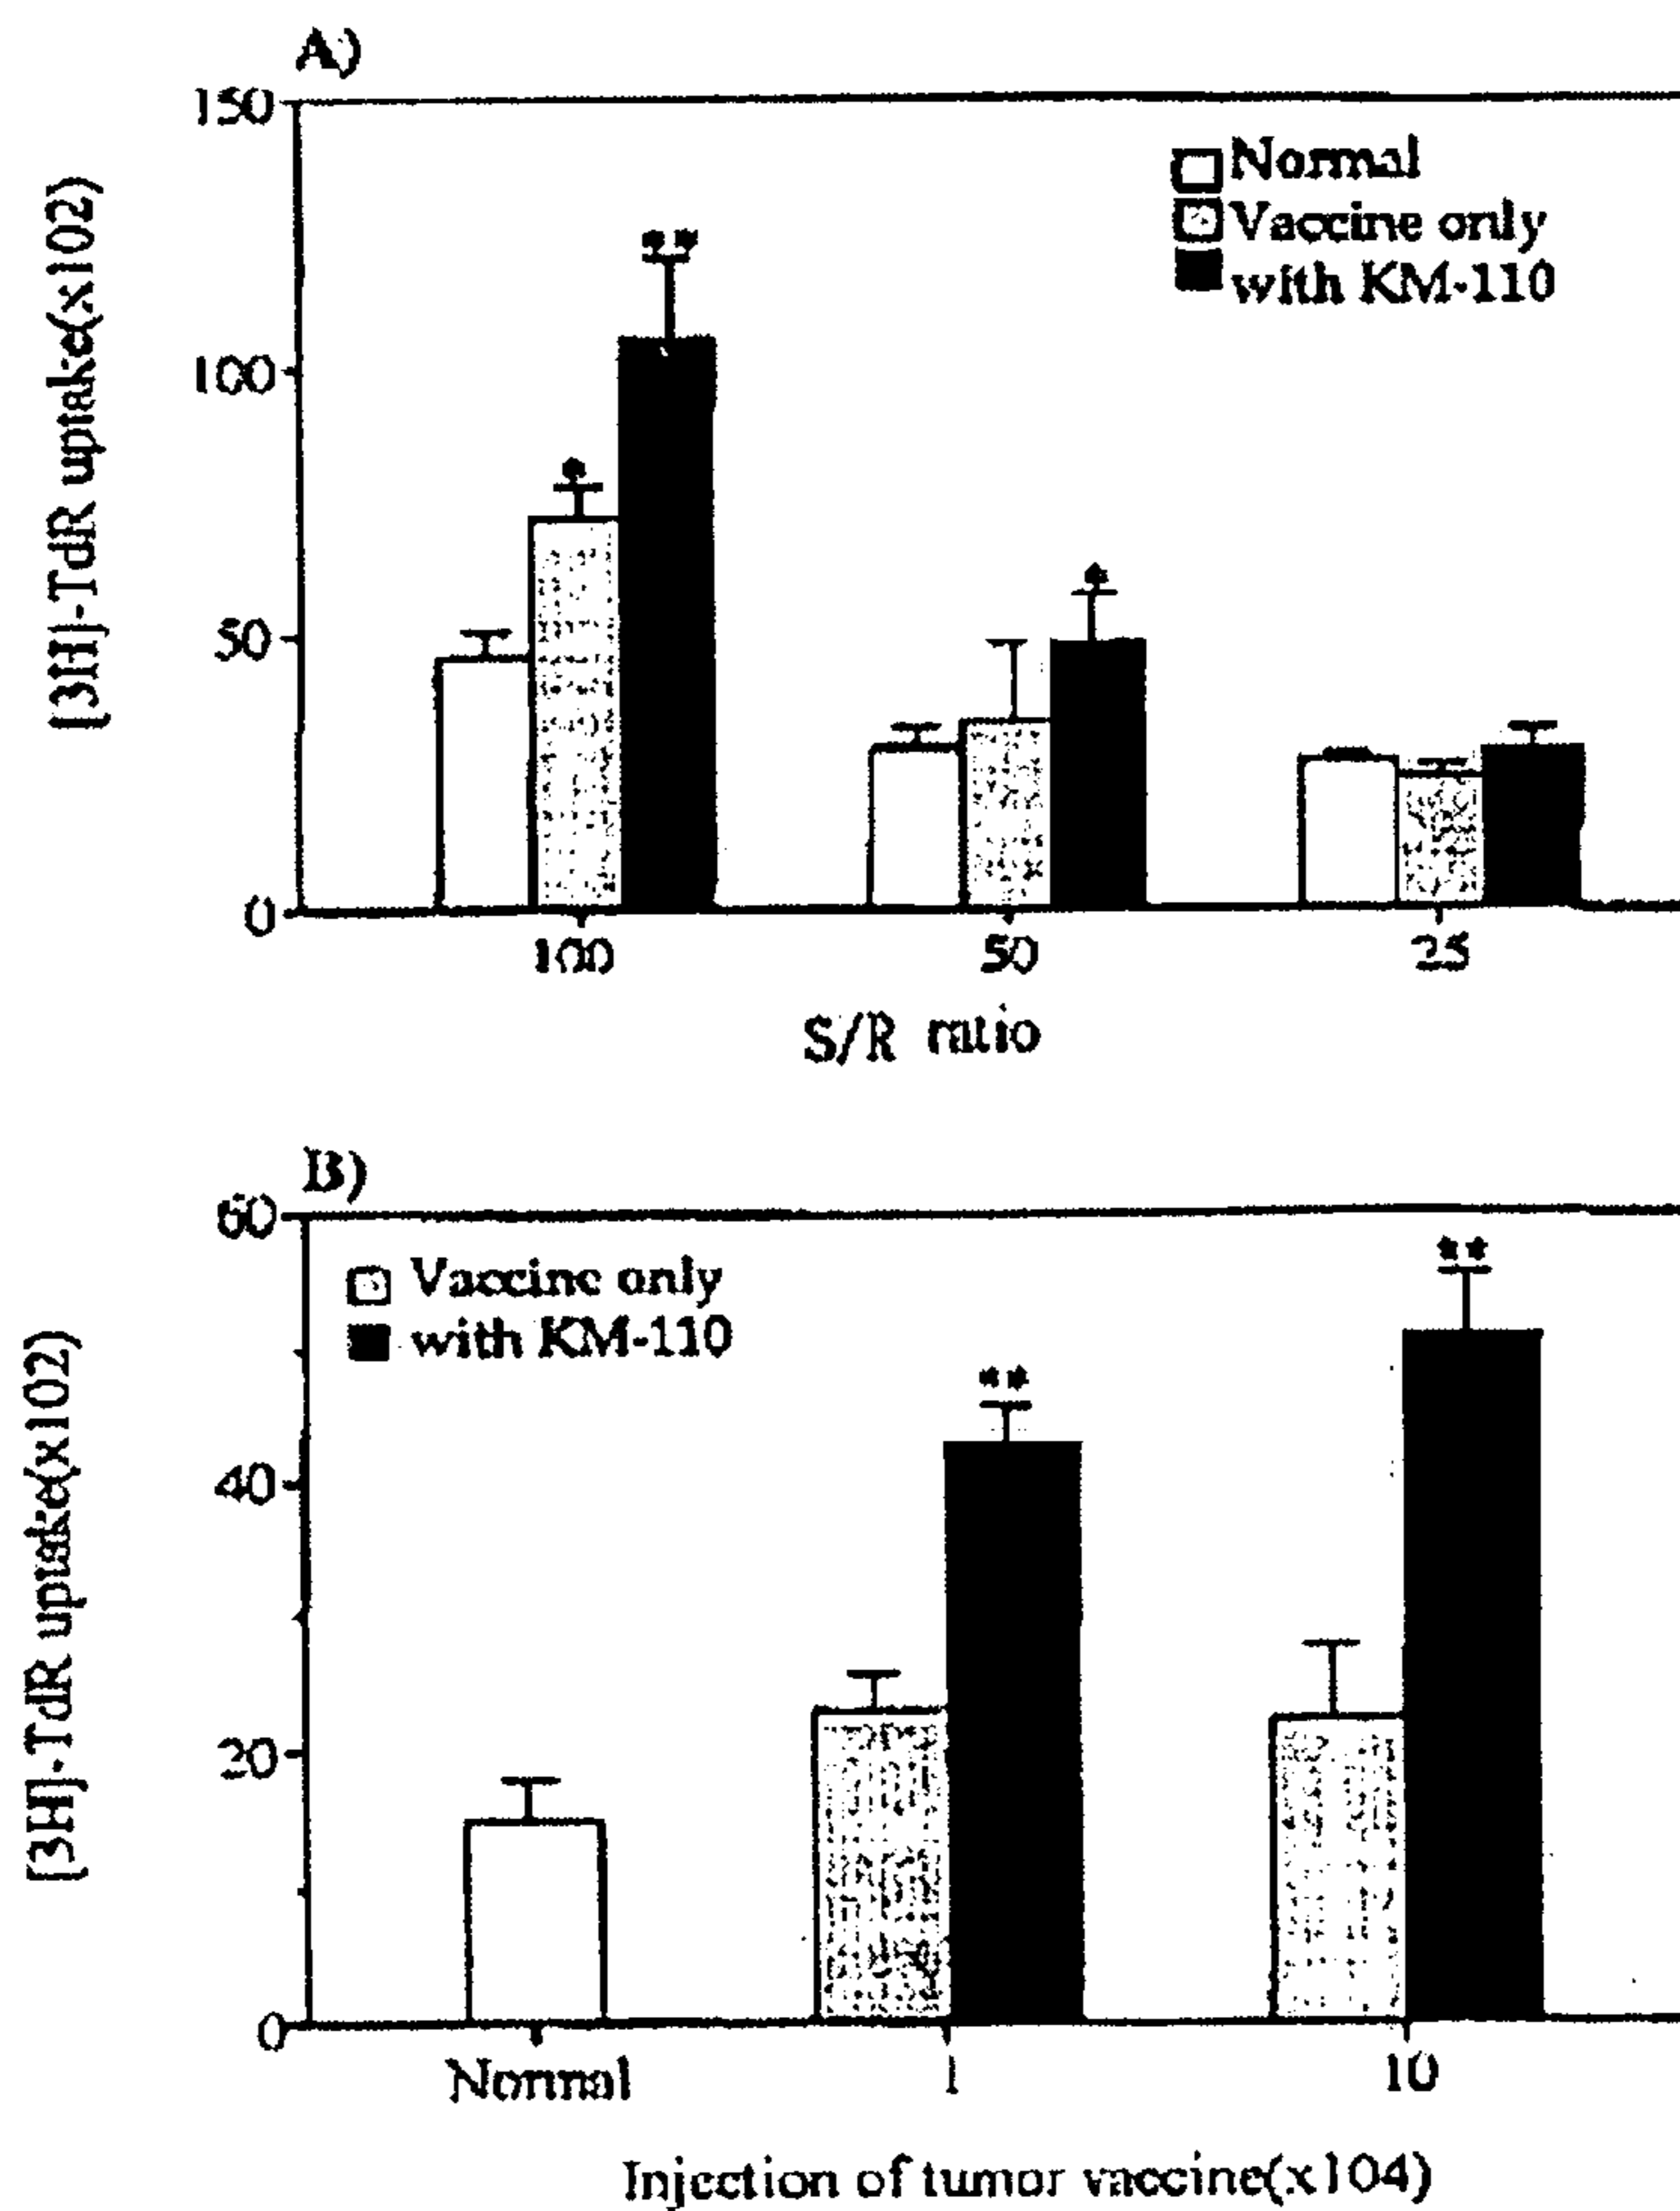 A)
150
100
50
0
[3H]-TdR uptake(x102)
Normal
Vaccine only
with KM-110
**
*
*
100
50
25
S/R ratio
B)
60
40
20
0
[3H]-TdR uptake(x102)
Vaccine only
with KM-110
**
**
Normal
1
10
Injection of tumor vaccine(x104)